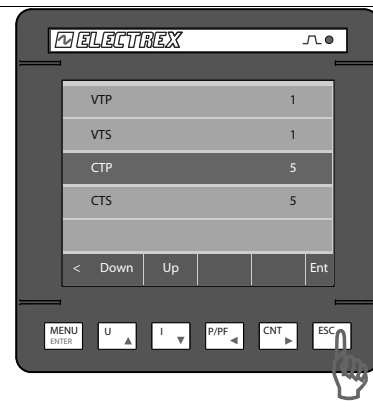 ELECTREX
VTP 1
VTS 1
CTP 5
CTS 5
< Down Up Ent
MENU U I P/PF CNT ESC
ENTER ▲ ▼ ◄ ►